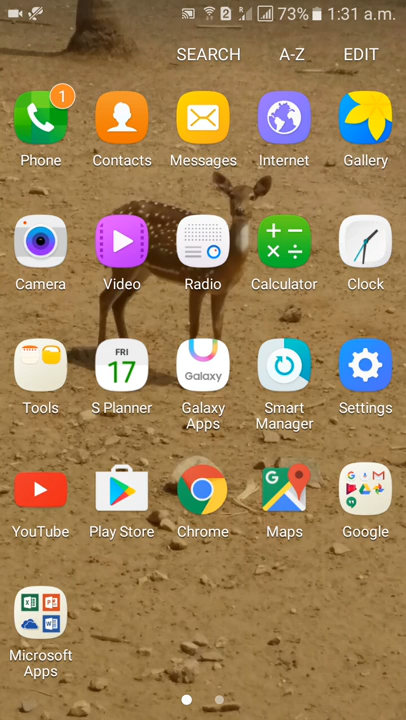 2 R 73% 1:31 a.m.
SEARCH A-Z EDIT
1
Phone Contacts Messages Internet Gallery
Camera Video Radio Calculator Clock
FRI
17
Galaxy
Tools S Planner Galaxy Apps Smart Manager Settings
G
G M
YouTube Play Store Chrome Maps Google
X P
W
Microsoft
Apps